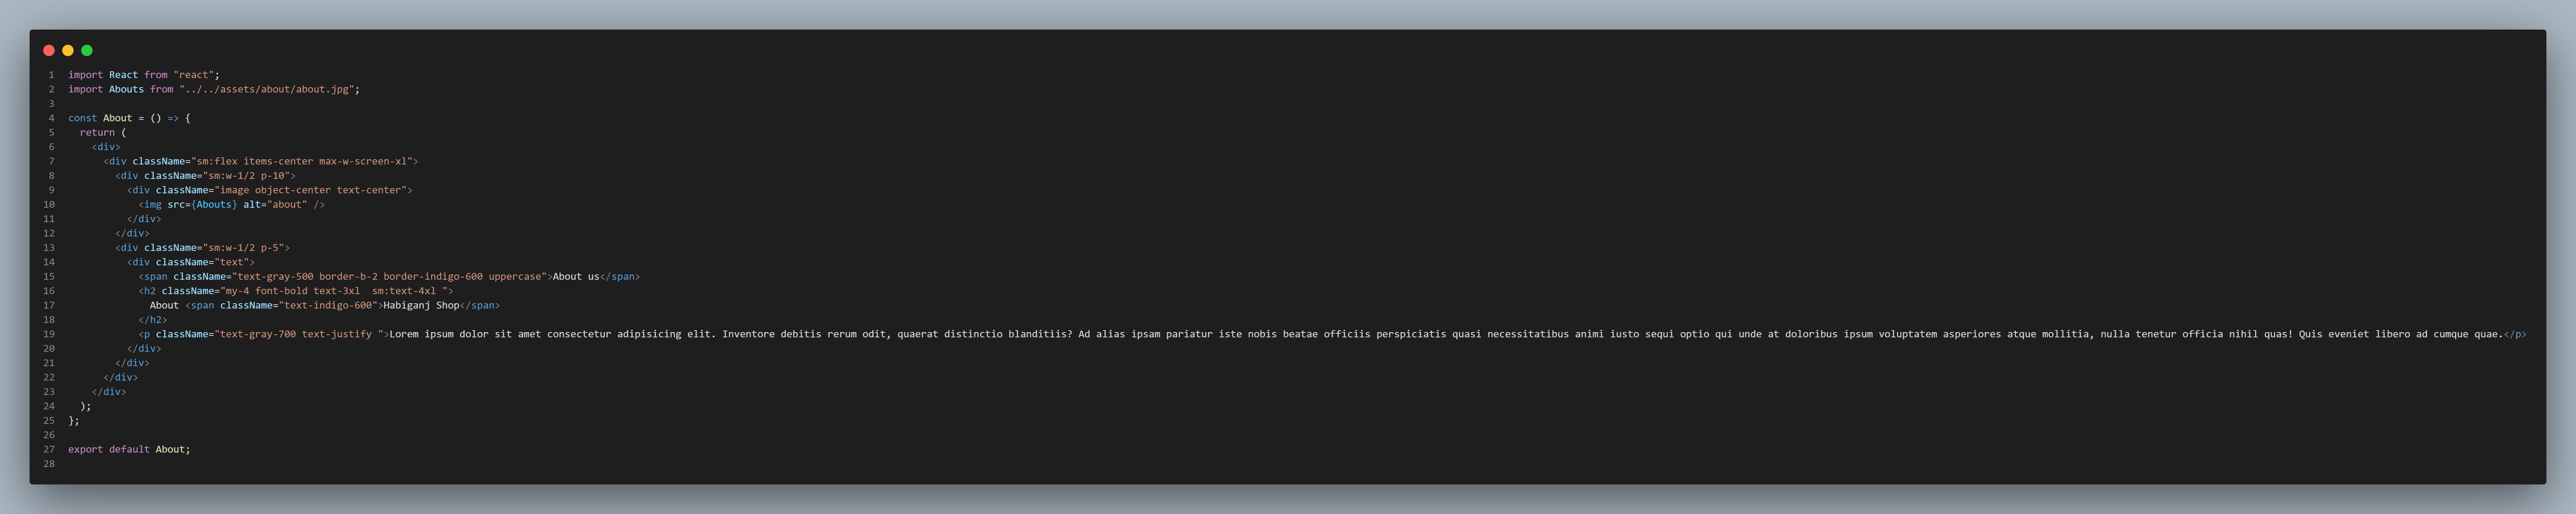 1 import React from "react";
2 import Abouts from "../../assets/about/about.jpg";
3
4 const About = () => {
5   return (
6     <div>
7       <div className="sm:flex items-center max-w-screen-xl">
8         <div className="sm:w-1/2 p-10">
9           <div className="image object-center text-center">
10             <img src={Abouts} alt="about" />
11           </div>
12         </div>
13         <div className="sm:w-1/2 p-5">
14           <div className="text">
15             <span className="text-gray-500 border-b-2 border-indigo-600 uppercase">About us</span>
16             <h2 className="my-4 font-bold text-3xl  sm:text-4xl ">
17               About <span className="text-indigo-600">Habiganj Shop</span>
18             </h2>
19             <p className="text-gray-700 text-justify ">Lorem ipsum dolor sit amet consectetur adipisicing elit. Inventore debitis rerum odit, quaerat distinctio blanditiis? Ad alias ipsam pariatur iste nobis beatae officiis perspiciatis quasi necessitatibus animi iusto sequi optio qui unde at doloribus ipsum voluptatem asperiores atque mollitia, nulla tenetur officia nihil quas! Quis eveniet libero ad cumque quae.</p>
20           </div>
21         </div>
22       </div>
23     </div>
24   );
25 };
26
27 export default About;
28